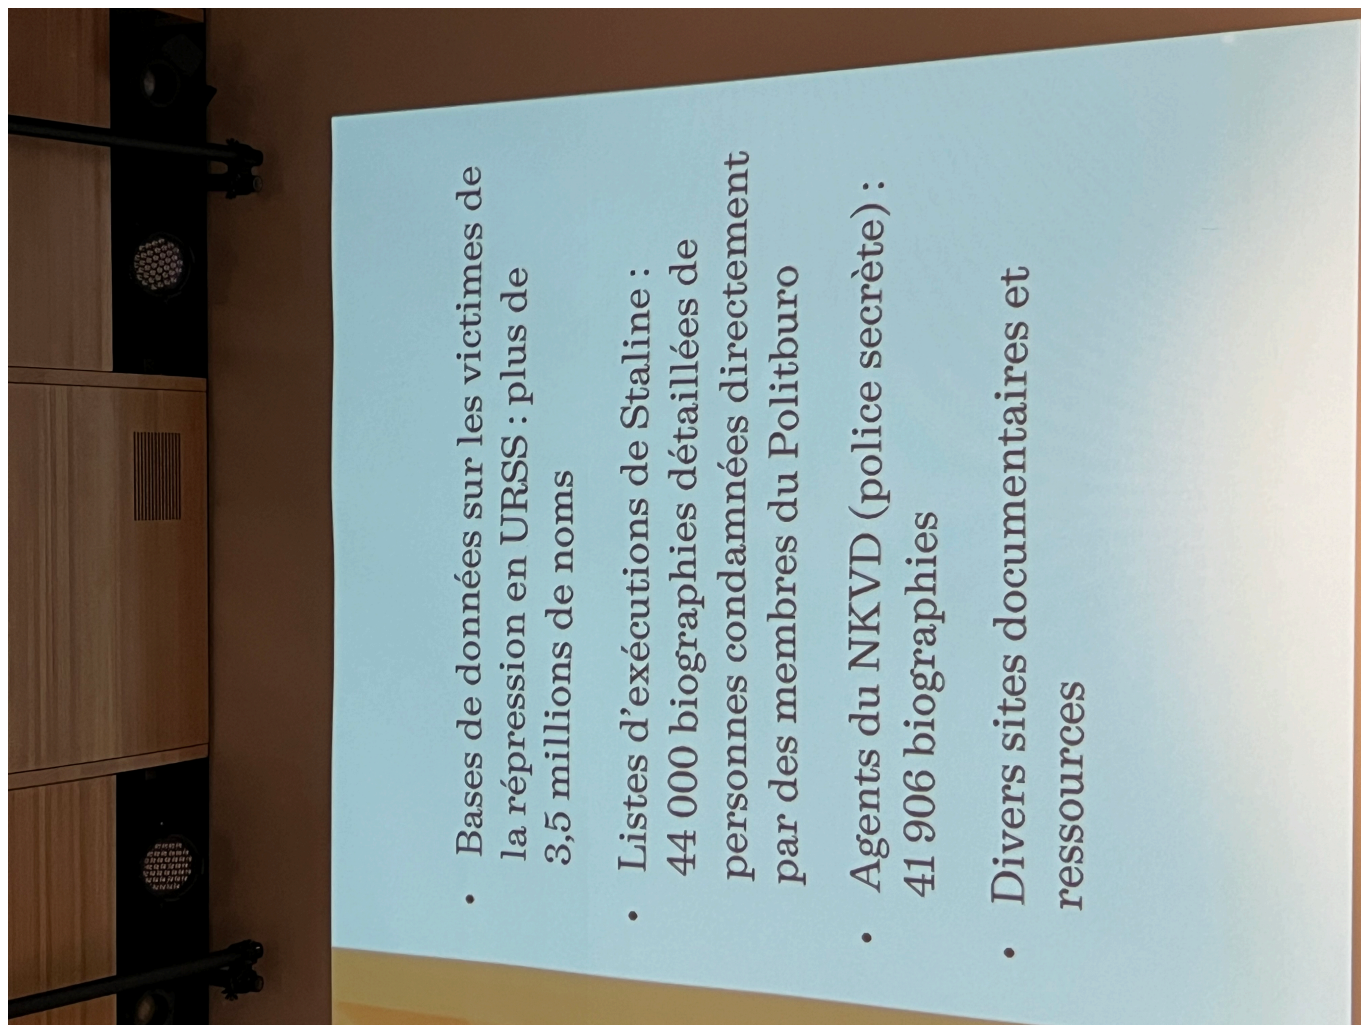 • Bases de données sur les victimes de
la répression en URSS : plus de
3,5 millions de noms
• Listes d'exécutions de Staline :
44 000 biographies détaillées de
personnes condamnées directement
par des membres du Politburo
• Agents du NKVD (police secrète) :
41 906 biographies
• Divers sites documentaires et
ressources